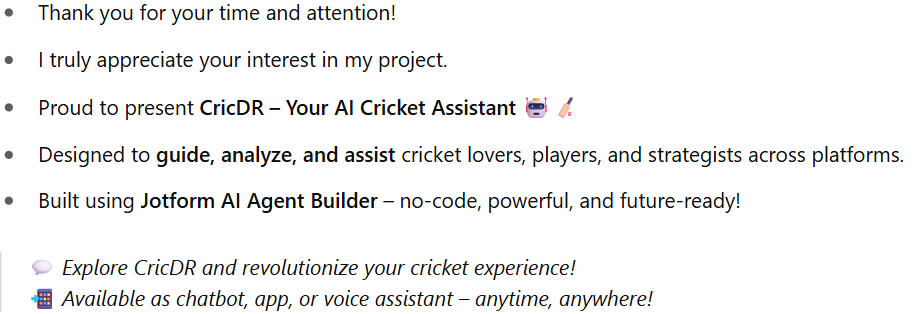 Thank you for your time and attention!
I truly appreciate your interest in my project.
Proud to present CricDR – Your AI Cricket Assistant 🤖 🏏
Designed to guide, analyze, and assist cricket lovers, players, and strategists across platforms.
Built using Jotform AI Agent Builder – no-code, powerful, and future-ready!
💬 Explore CricDR and revolutionize your cricket experience!
📲 Available as chatbot, app, or voice assistant – anytime, anywhere!